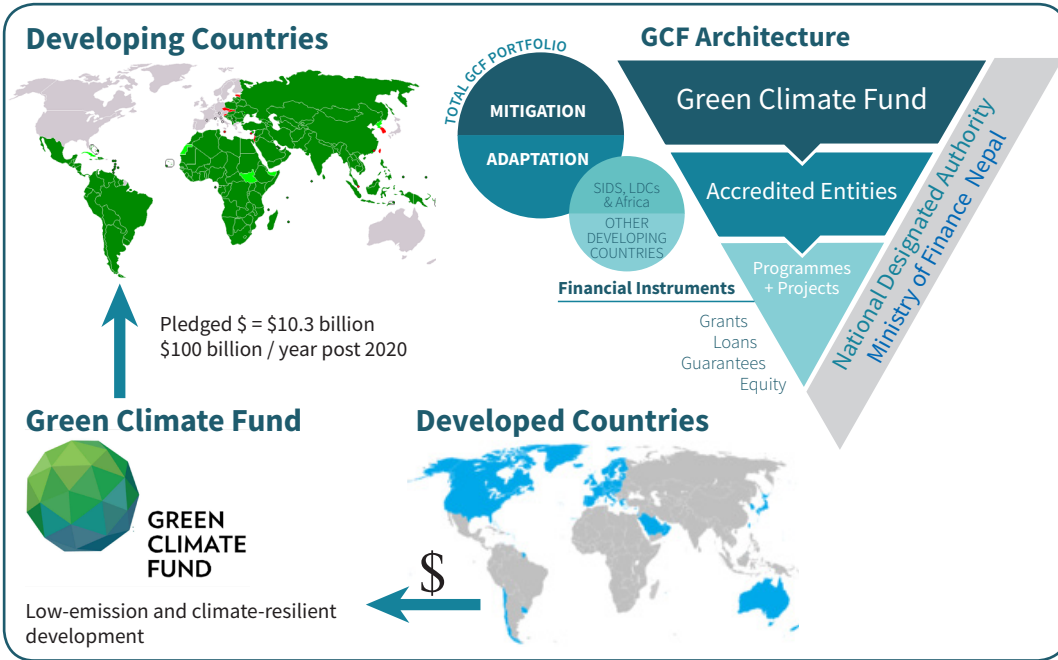 Developing Countries
Pledged $ = $10.3 billion
$100 billion / year post 2020
Green Climate Fund
GREEN
CLIMATE
FUND
Low-emission and climate-resilient
development
$
Developed Countries
GCF Architecture
TOTAL GCF PORTFOLIO
MITIGATION
ADAPTATION
SIDS, LDCs
& Africa
OTHER
DEVELOPING
COUNTRIES
Green Climate Fund
Accredited Entities
Programmes
+ Projects
Financial Instruments
Grants
Loans
Guarantees
Equity
National Designated Authority
Ministry of Finance Nepal